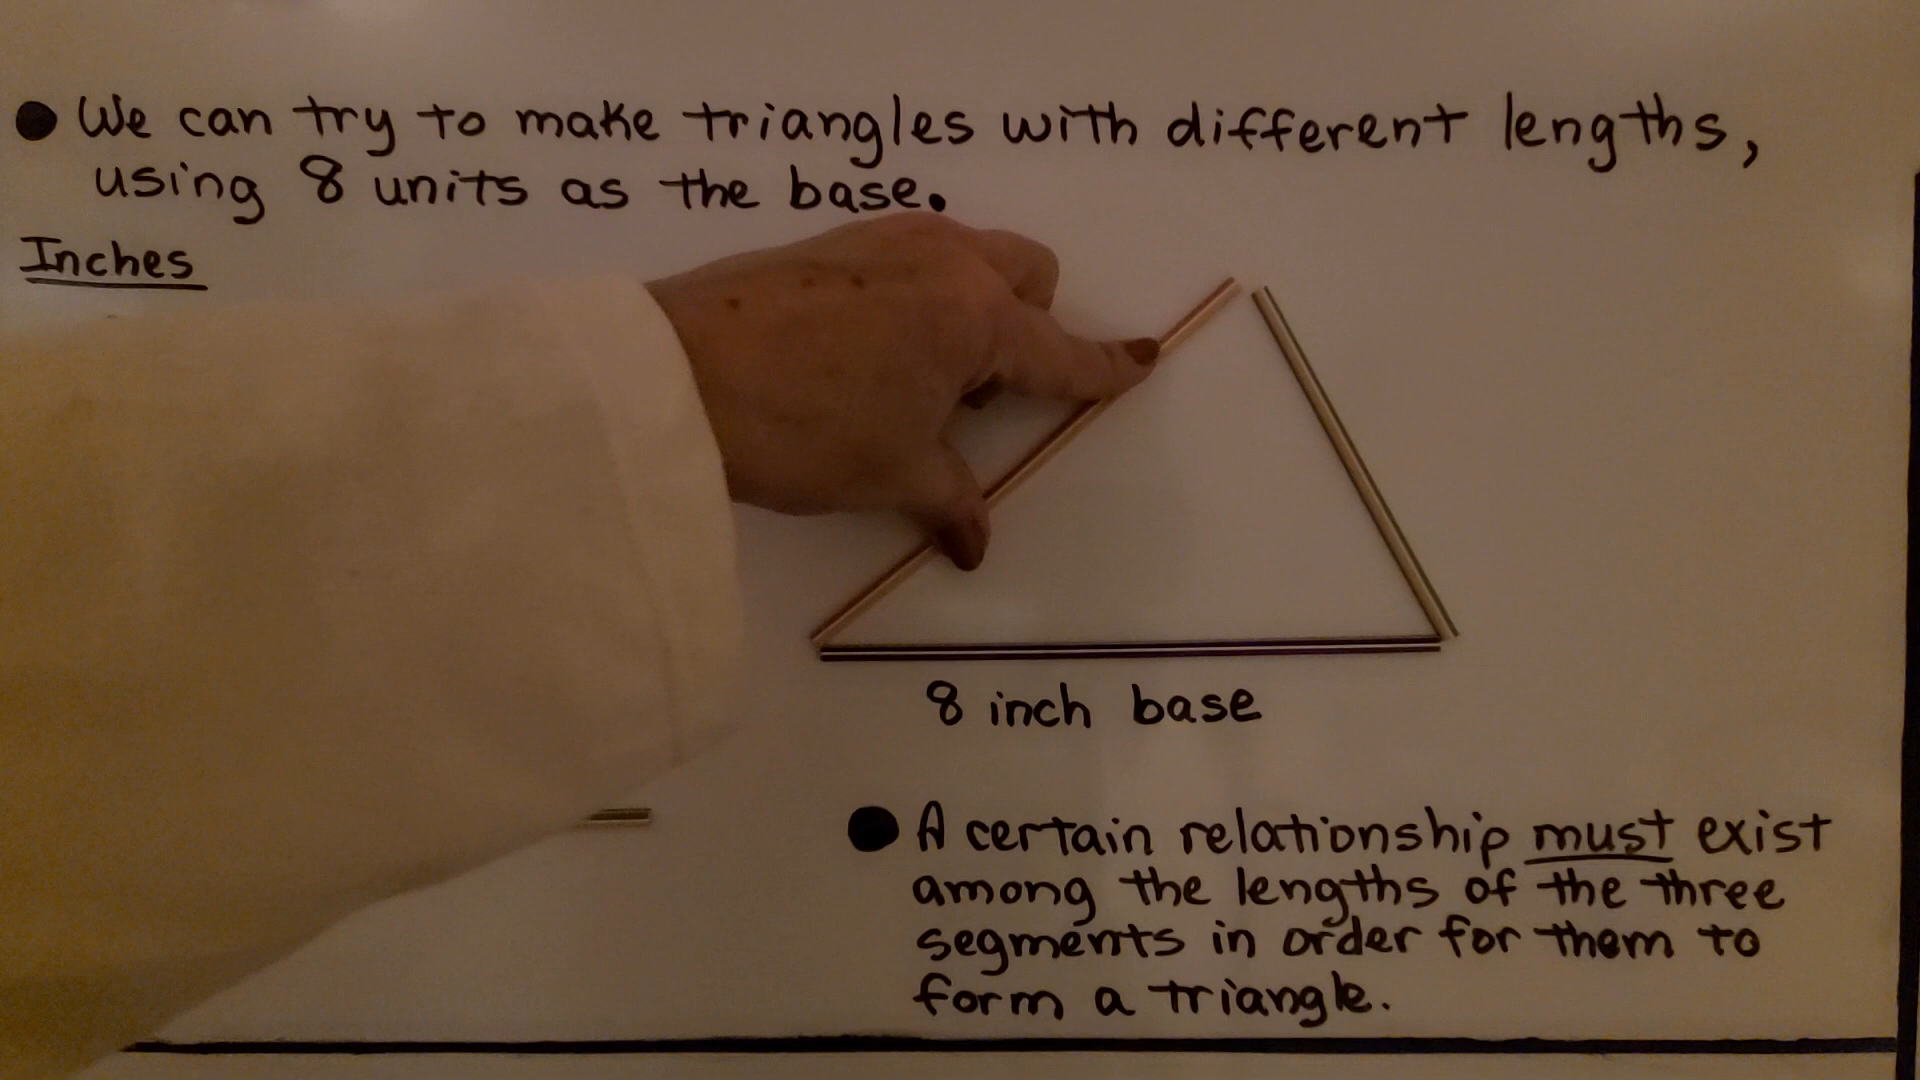 ● We can try to make triangles with different lengths,
using 8 units as the base.
Inches
8 inch base
● A certain relationship must exist
among the lengths of the three
segments in order for them to
form a triangle.